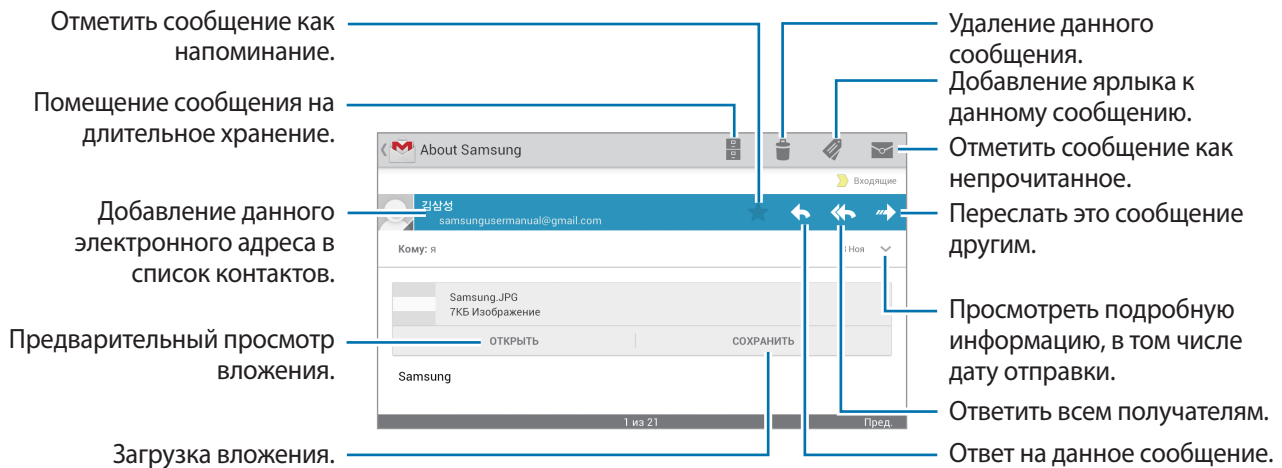 Отметить сообщение как
напоминание.
Помещение сообщения на
длительное хранение.
Добавление данного
электронного адреса в
список контактов.
Предварительный просмотр
вложения.
Загрузка вложения.
About Samsung
Входящие
김삼성
samsungusermanual@gmail.com
Кому: я
Ноя
Samsung.JPG
7КБ Изображение
ОТКРЫТЬ
СОХРАНИТЬ
Samsung
1 из 21
Пред.
Удаление данного
сообщения.
Добавление ярлыка к
данному сообщению.
Отметить сообщение как
непрочитанное.
Переслать это сообщение
другим.
Просмотреть подробную
информацию, в том числе
дату отправки.
Ответить всем получателям.
Ответ на данное сообщение.